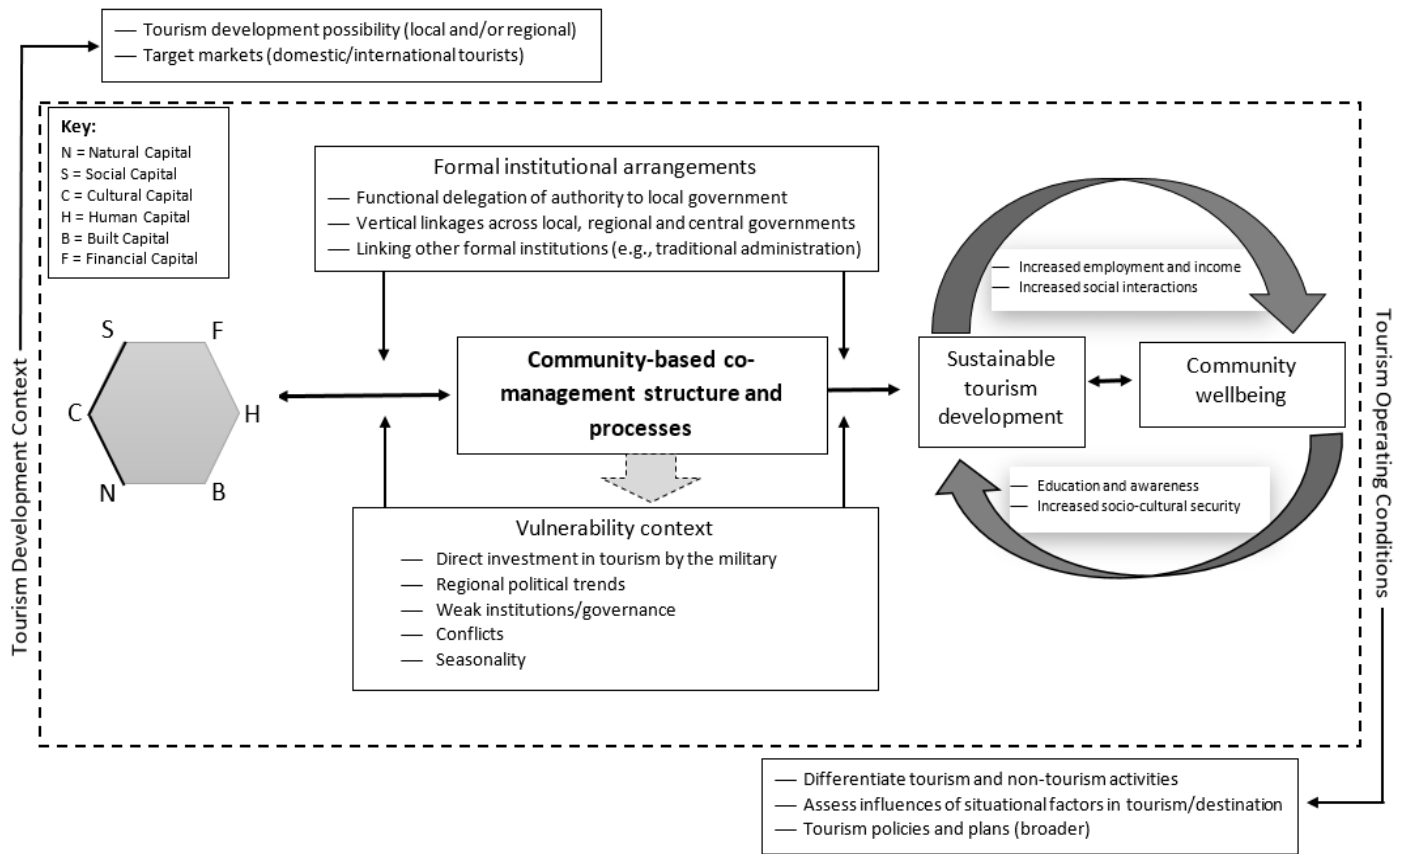 — Tourism development possibility (local and/or regional)
— Target markets (domestic/international tourists)
Key:
N = Natural Capital
S = Social Capital
C = Cultural Capital
H = Human Capital
B = Built Capital
F = Financial Capital
Formal institutional arrangements
— Functional delegation of authority to local government
— Vertical linkages across local, regional and central governments
— Linking other formal institutions (e.g., traditional administration)
— Increased employment and income
— Increased social interactions
Tourism Development Context
S
F
C
H
N
B
Community-based co-
management structure and
processes
Sustainable
tourism
development
Community
wellbeing
Tourism Operating Conditions
— Education and awareness
— Increased socio-cultural security
Vulnerability context
— Direct investment in tourism by the military
— Regional political trends
— Weak institutions/governance
— Conflicts
— Seasonality
— Differentiate tourism and non-tourism activities
— Assess influences of situational factors in tourism/destination
— Tourism policies and plans (broader)